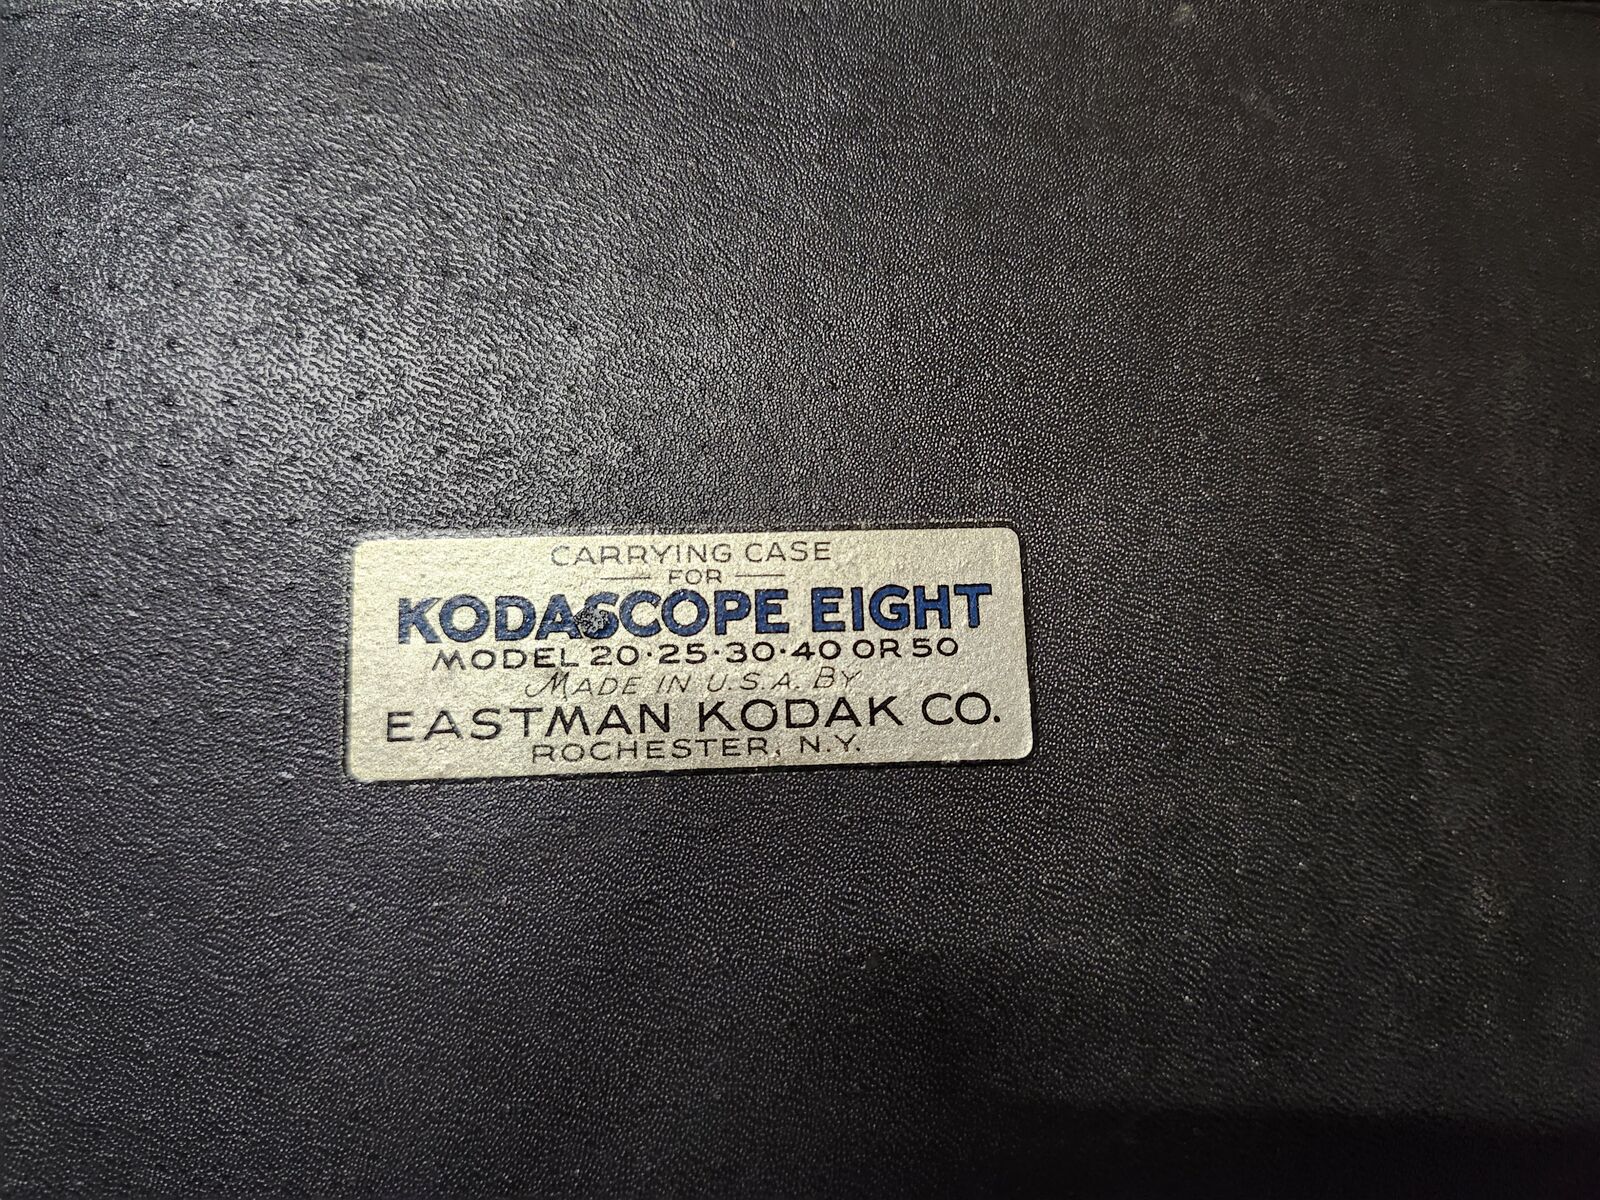 CARRYING CASE
— FOR —
KODASCOPE EIGHT
MODEL 20·25·30·40 OR 50
MADE IN U.S.A. BY
EASTMAN KODAK CO.
ROCHESTER, N.Y.